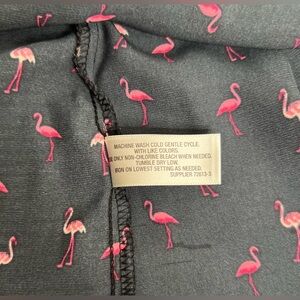 MACHINE WASH COLD GENTLE CYCLE.
WITH LIKE COLORS.
ONLY NON-CHLORINE BLEACH WHEN NEEDED.
TUMBLE DRY LOW.
IRON ON LOWEST SETTING AS NEEDED.
SUPPLIER 72613-3